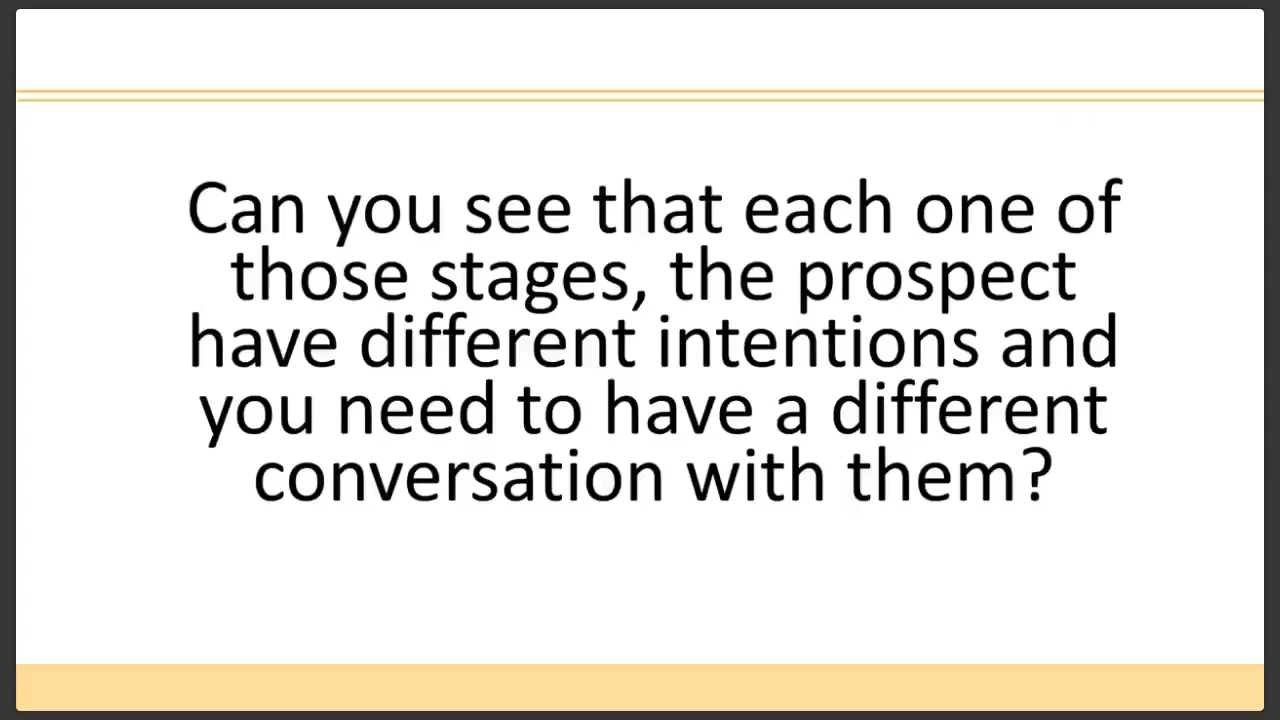 Can you see that each one of
those stages, the prospect
have different intentions and
you need to have a different
conversation with them?